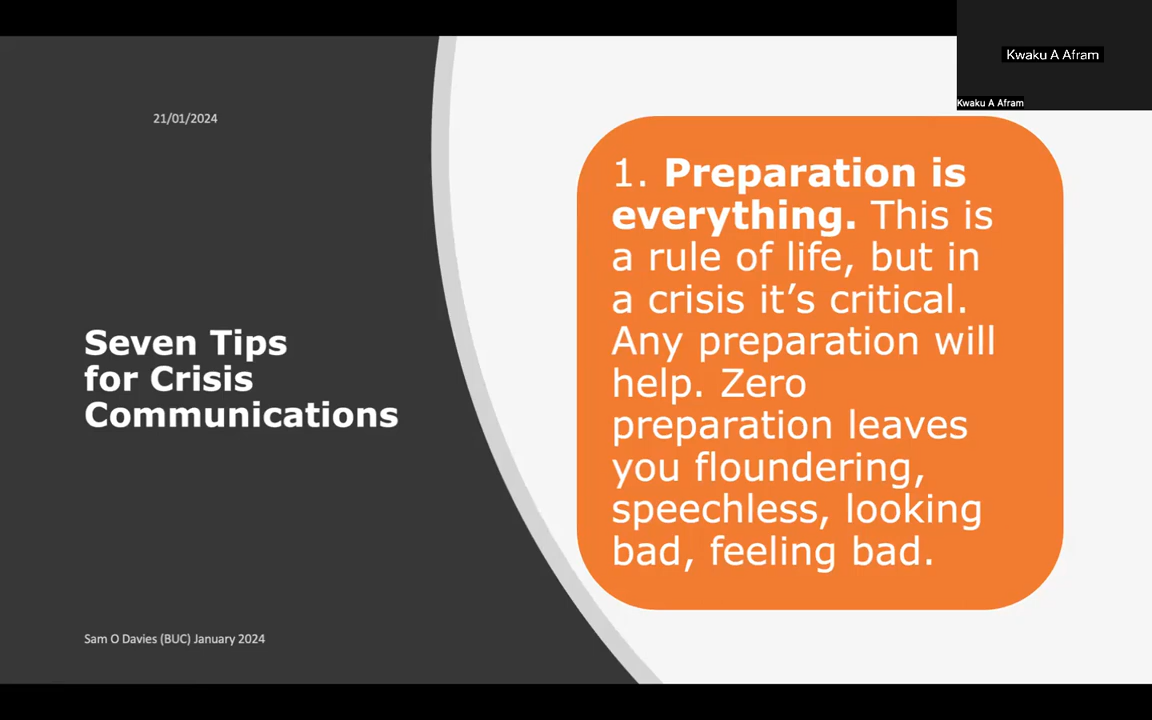 Kwaku A Afram
Kwaku A Afram
21/01/2024
Seven Tips
for Crisis
Communications
Sam O Davies (BUC) January 2024
1. Preparation is
everything. This is
a rule of life, but in
a crisis it’s critical.
Any preparation will
help. Zero
preparation leaves
you floundering,
speechless, looking
bad, feeling bad.